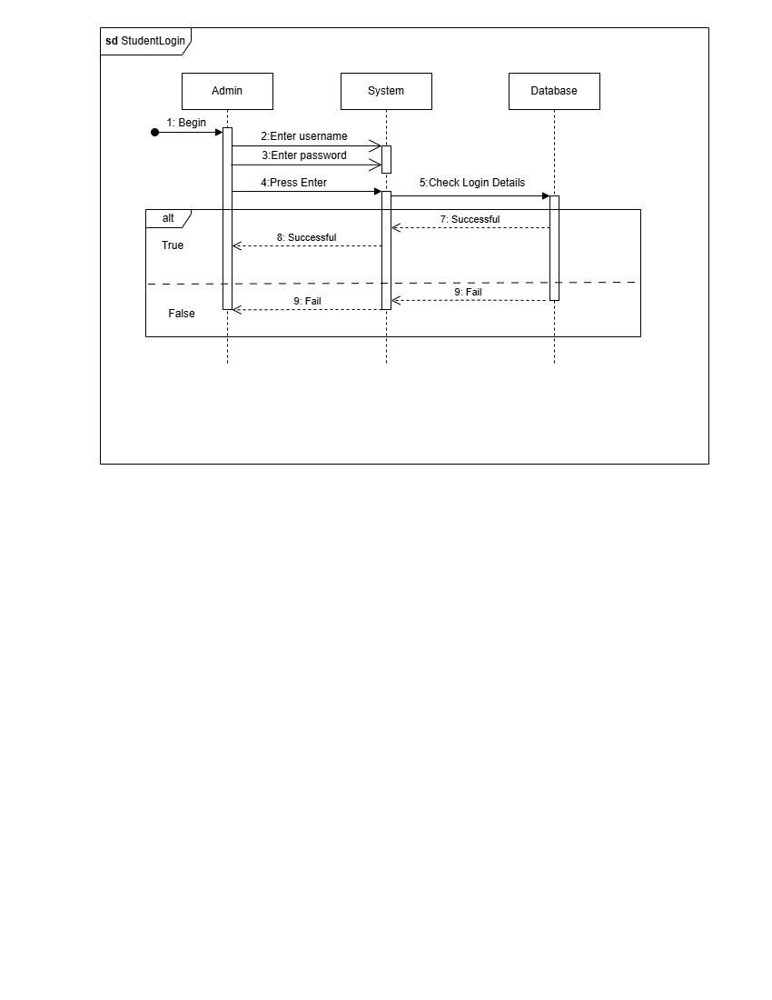 sd StudentLogin
Admin
System
Database
1: Begin
2:Enter username
3:Enter password
4:Press Enter
5:Check Login Details
alt
7: Successful
8: Successful
True
9: Fail
9: Fail
False